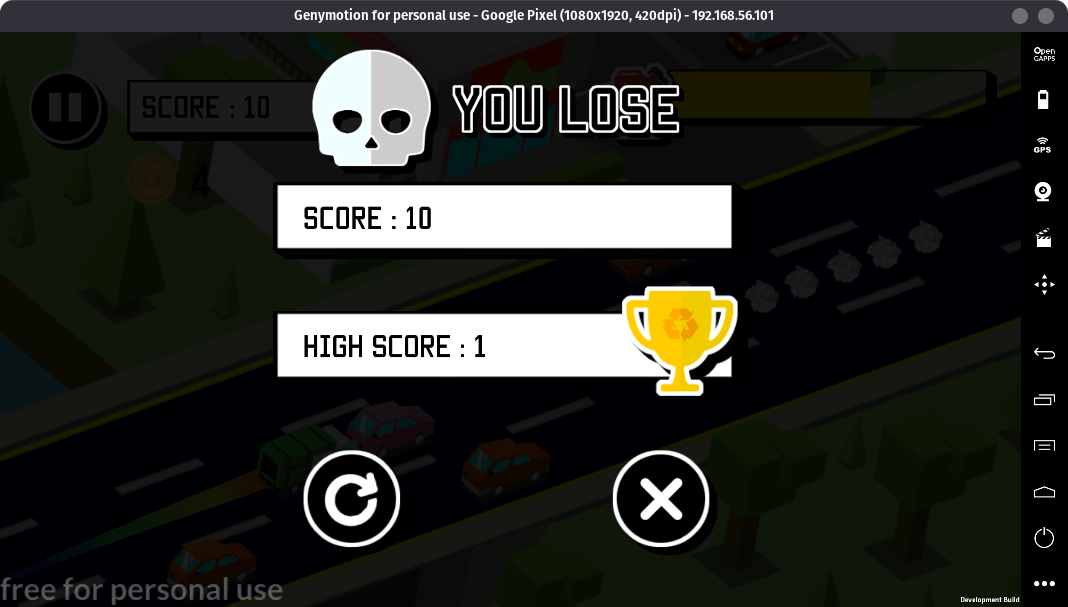 Genymotion for personal use - Google Pixel (1080x1920, 420dpi) - 192.168.56.101
Open
GAPPS
SCORE : 10
YOU LOSE
4
GPS
SCORE : 10
HIGH SCORE : 1
free for personal use
Development Build